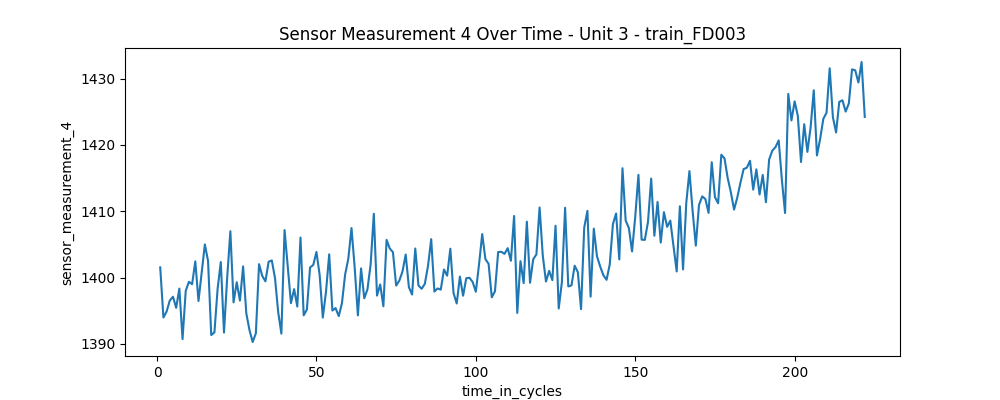 Sensor Measurement 4 Over Time - Unit 3 - train_FD003
1430
1420
1410
1400
1390
sensor_measurement_4
0 50 100 150 200
time_in_cycles